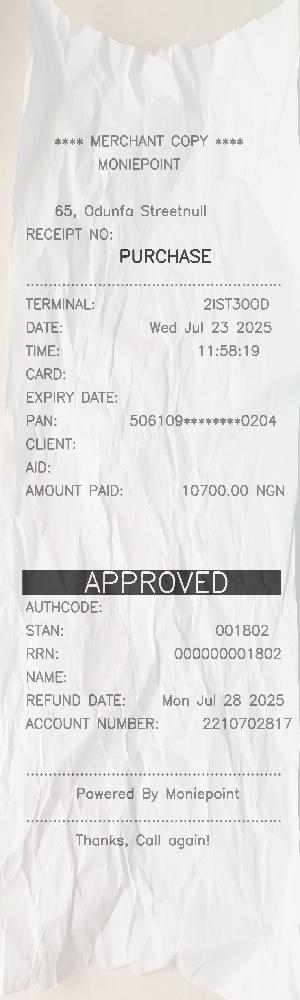 **** MERCHANT COPY ****
MONIEPOINT
65, Odunfa Streetnull
RECEIPT NO:
PURCHASE
TERMINAL: 2IST300D
DATE: Wed Jul 23 2025
TIME: 11:58:19
CARD:
EXPIRY DATE:
PAN: 506109********0204
CLIENT:
AID:
AMOUNT PAID: 10700.00 NGN
APPROVED
AUTHCODE:
STAN: 001802
RRN: 000000001802
NAME:
REFUND DATE: Mon Jul 28 2025
ACCOUNT NUMBER: 2210702817
Powered By Moniepoint
Thanks, Call again!